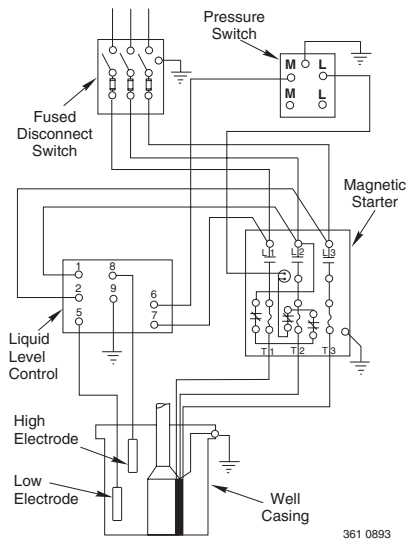 Pressure
Switch
M L
M L
Fused
Disconnect
Switch
Magnetic
Starter
L1 L2 L3
1 8
2 9
6
5
7
T1 T2 T3
Liquid
Level
Control
High
Electrode
Low
Electrode
Well
Casing
361 0893